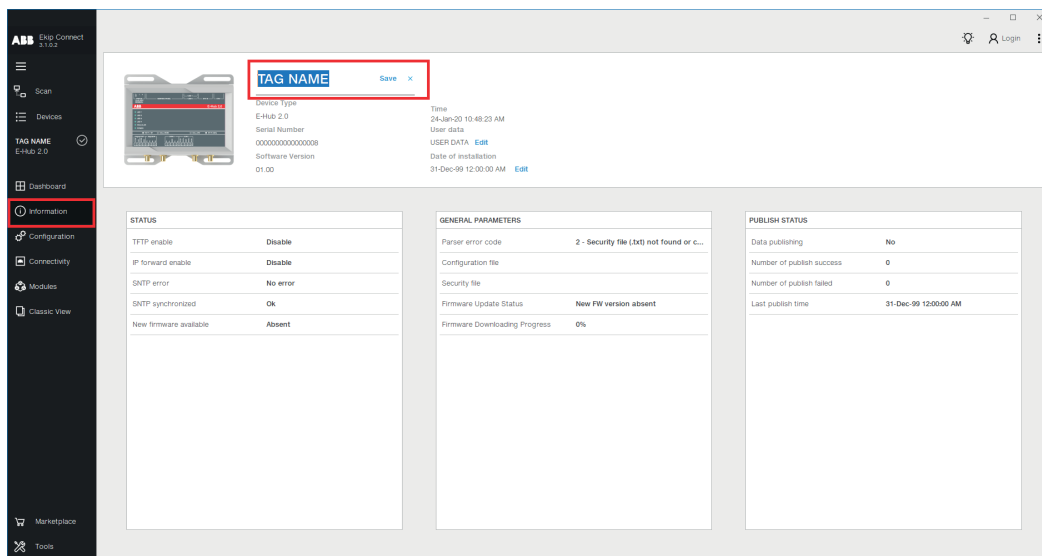 ABB Ekip Connect
3.1.0.2
Login
Scan
Devices
TAG NAME
E-Hub 2.0
Dashboard
Information
Configuration
Connectivity
Modules
Classic View
Marketplace
Tools
ABB
TAG NAME Save ×
Device Type
E-Hub 2.0
Serial Number
0000000000000008
Software Version
01.00
Time
24-Jan-20 10:48:23 AM
User data
USER DATA Edit
Date of installation
31-Dec-99 12:00:00 AM Edit
STATUS
TFTP enable Disable
IP forward enable Disable
SNTP error No error
SNTP synchronized Ok
New firmware available Absent
GENERAL PARAMETERS
Parser error code 2 - Security file (.txt) not found or c...
Configuration file
Security file
Firmware Update Status New FW version absent
Firmware Downloading Progress 0%
PUBLISH STATUS
Data publishing No
Number of publish success 0
Number of publish failed 0
Last publish time 31-Dec-99 12:00:00 AM